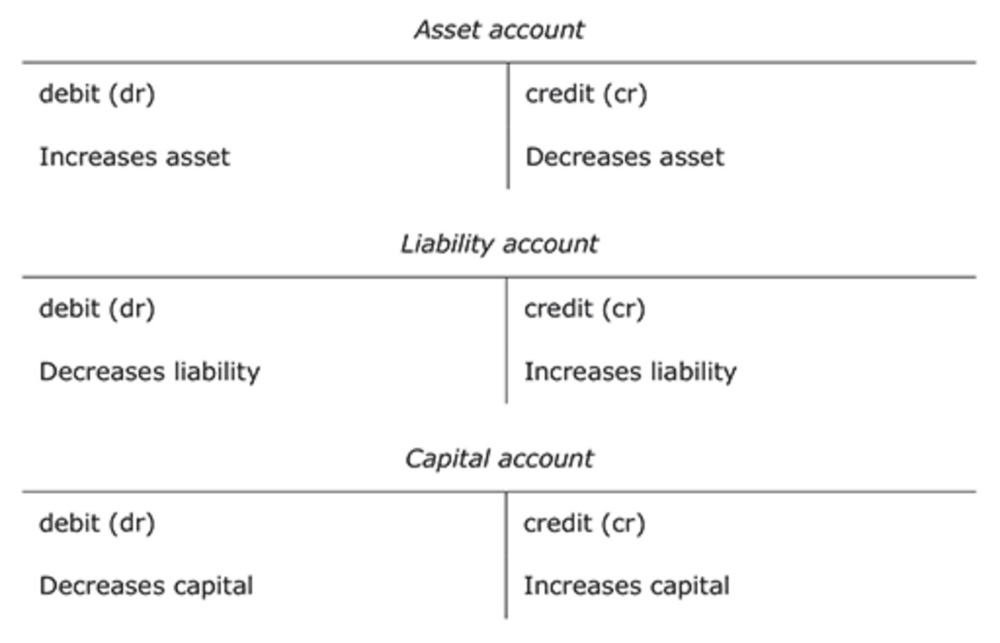 Asset account
debit (dr) credit (cr)
Increases asset Decreases asset
Liability account
debit (dr) credit (cr)
Decreases liability Increases liability
Capital account
debit (dr) credit (cr)
Decreases capital Increases capital